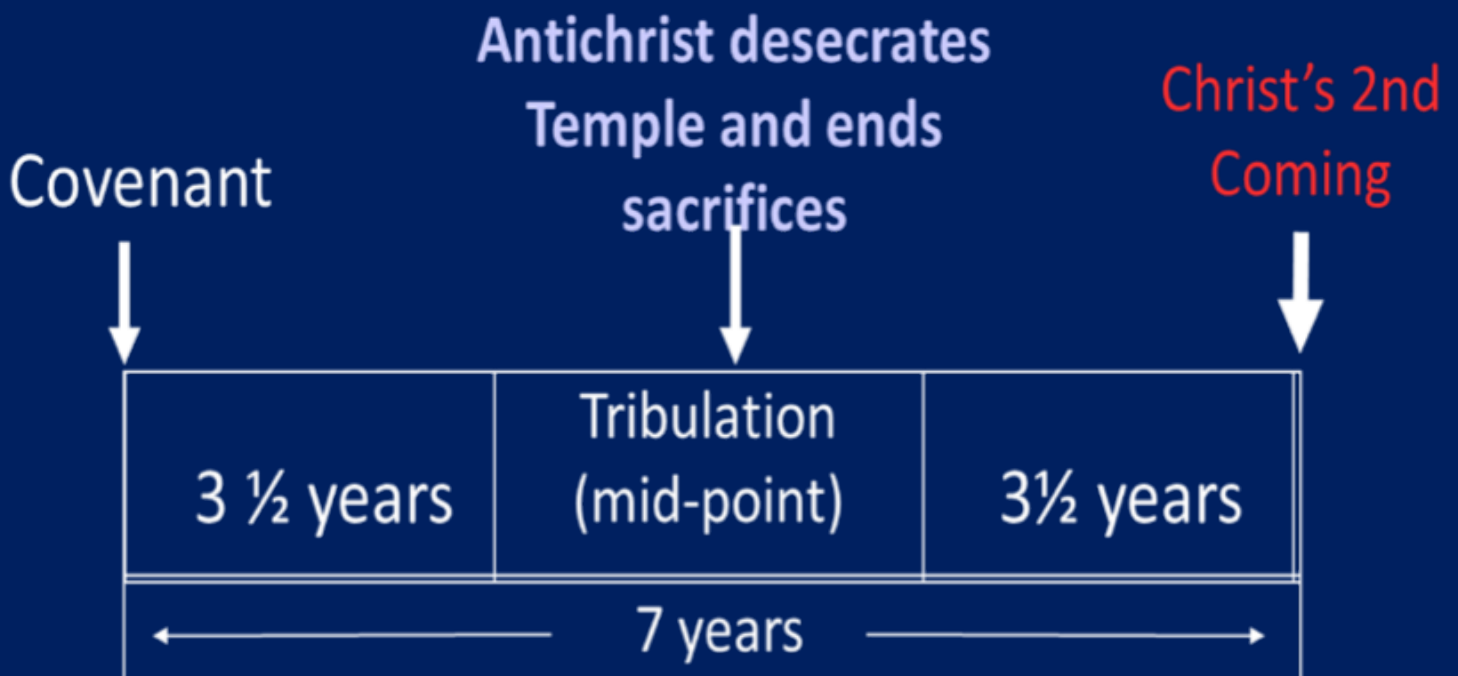 Antichrist desecrates
Temple and ends
sacrifices
Christ’s 2nd
Coming
Covenant
Tribulation
(mid-point)
3 ½ years
3½ years
7 years